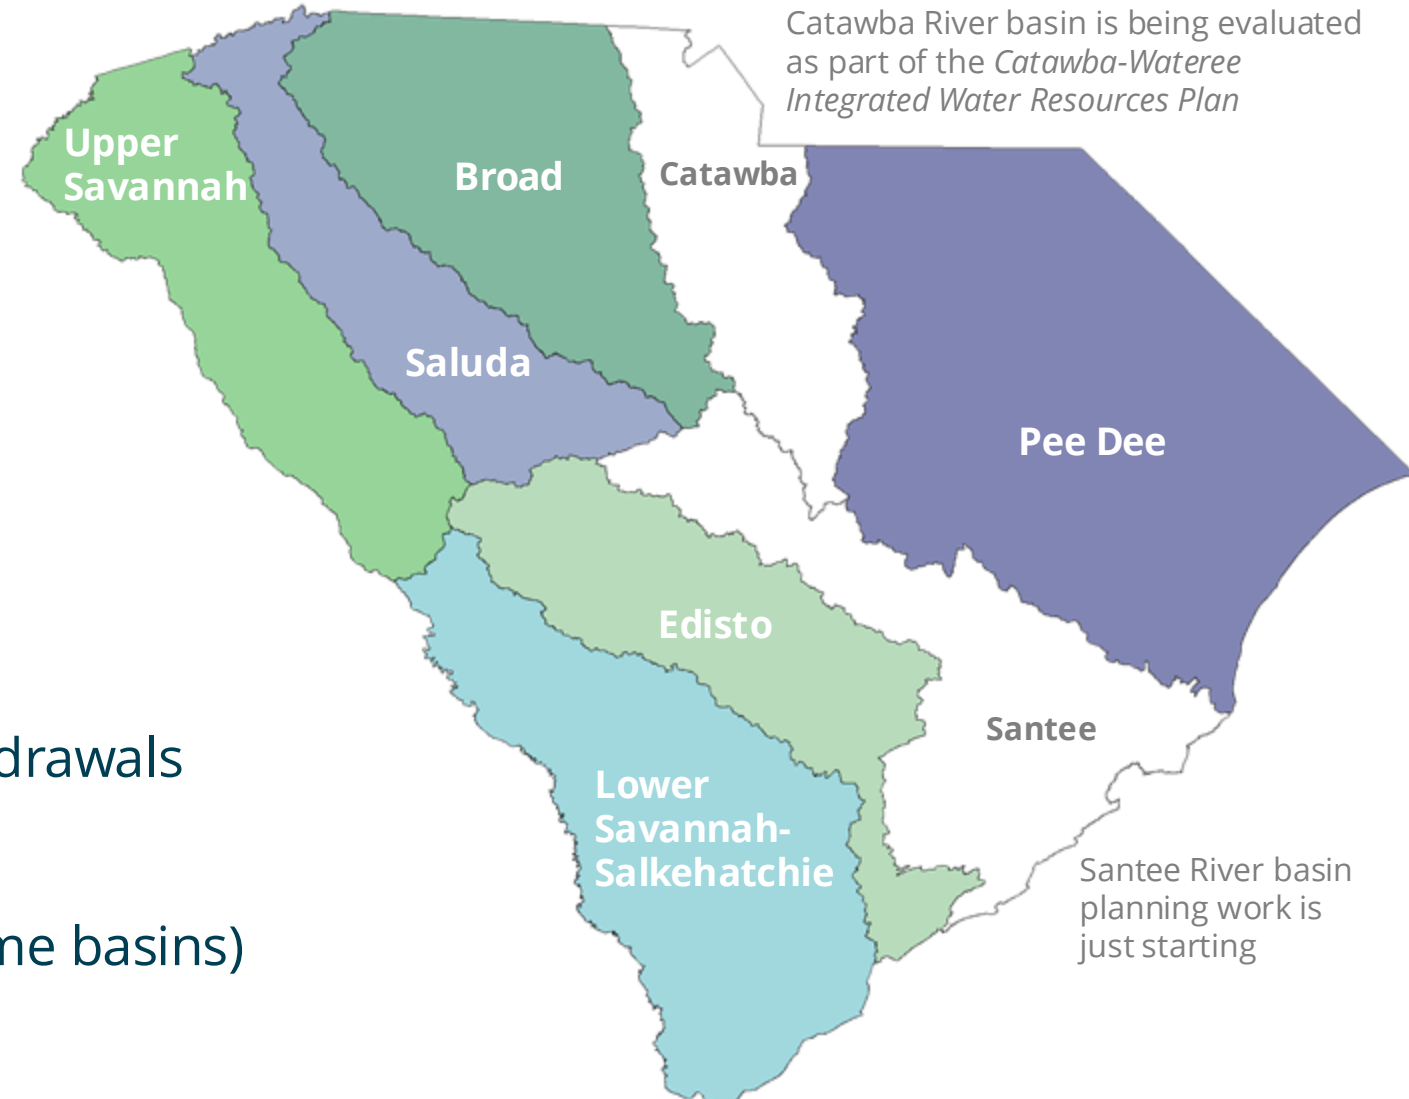 Catawba River basin is being evaluated
as part of the Catawba-Wateree
Integrated Water Resources Plan
Upper
Savannah
Broad
Catawba
Saluda
Pee Dee
Edisto
Santee
Lower
Savannah-
Salkehatchie
drawals
me basins)
Santee River basin
planning work is
just starting